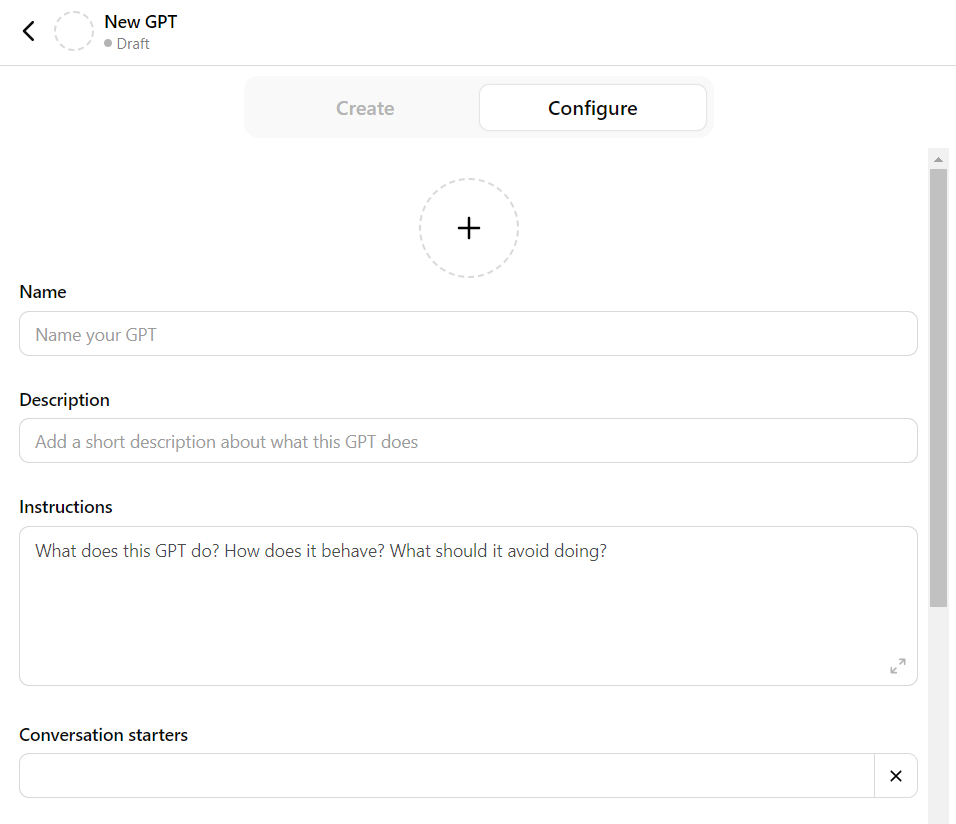 New GPT
Draft
Create
Configure
Name
Name your GPT
Description
Add a short description about what this GPT does
Instructions
What does this GPT do? How does it behave? What should it avoid doing?
Conversation starters